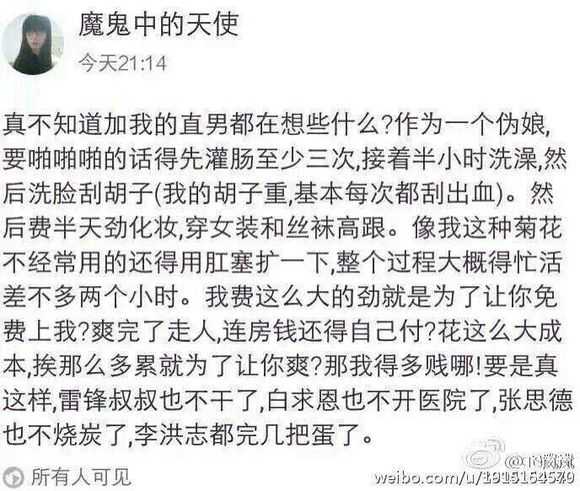 魔鬼中的天使
今天21:14
真不知道加我的直男都在想些什么?作为一个伪娘,
要啪啪啪的话得先灌肠至少三次,接着半小时洗澡,然
后洗脸刮胡子(我的胡子重,基本每次都刮出血)。然
后费半天劲化妆,穿女装和丝袜高跟。像我这种菊花
不经常用的还得用肛塞扩一下,整个过程大概得忙活
差不多两个小时。我费这么大的劲就是为了让你免
费上我?爽完了走人,连房钱还得自己付?花这么大成
本,挨那么多累就为了让你爽?那我得多贱哪!要是真
这样,雷锋叔叔也不干了,白求恩也不开医院了,张思德
也不烧炭了,李洪志都完几把蛋了。
所有人可见
weibo.com/u/1915164549